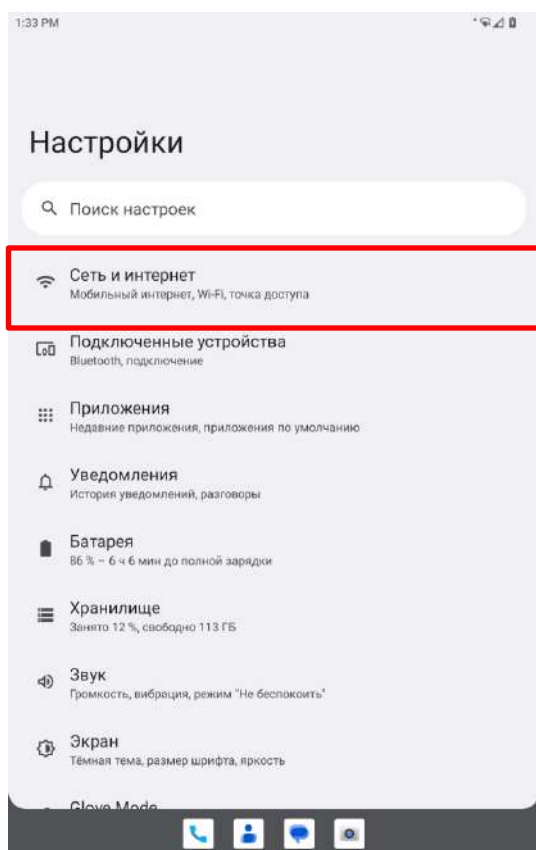 1:33 PM
Настройки
Поиск настроек
Сеть и интернет
Мобильный интернет, Wi-Fi, точка доступа
Подключенные устройства
Bluetooth, подключение
Приложения
Недавние приложения, приложения по умолчанию
Уведомления
История уведомлений, разговоры
Батарея
86 % – 6 ч 6 мин до полной зарядки
Хранилище
Занято 12 %, свободно 113 ГБ
Звук
Громкость, вибрация, режим "Не беспокоить"
Экран
Тёмная тема, размер шрифта, яркость
Glove Mode